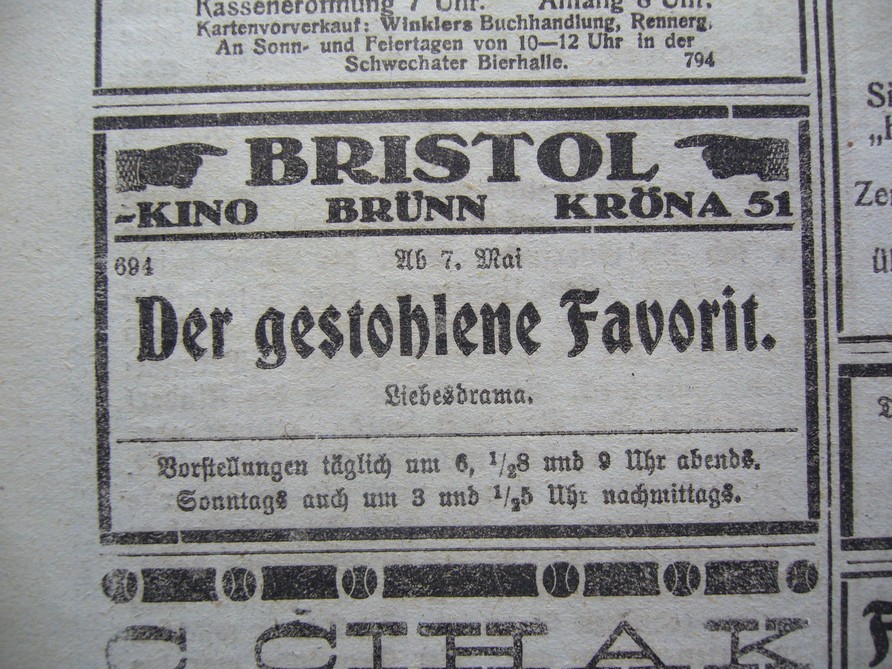 Kasseneröffnung 7 Uhr. Anfang 8 Uhr.
Kartenvorverkauf: Winklers Buchhandlung, Rennerg.
An Sonn- und Feiertagen von 10—12 Uhr in der
Schwechater Bierhalle. 794
BRISTOL
-KINO BRÜNN KRÖNA 51
694 Ab 7. Mai
Der gestohlene Favorit.
Liebesdrama.
Vorstellungen täglich um 6, 1/28 und 9 Uhr abends.
Sonntags auch um 3 und 1/25 Uhr nachmittags.